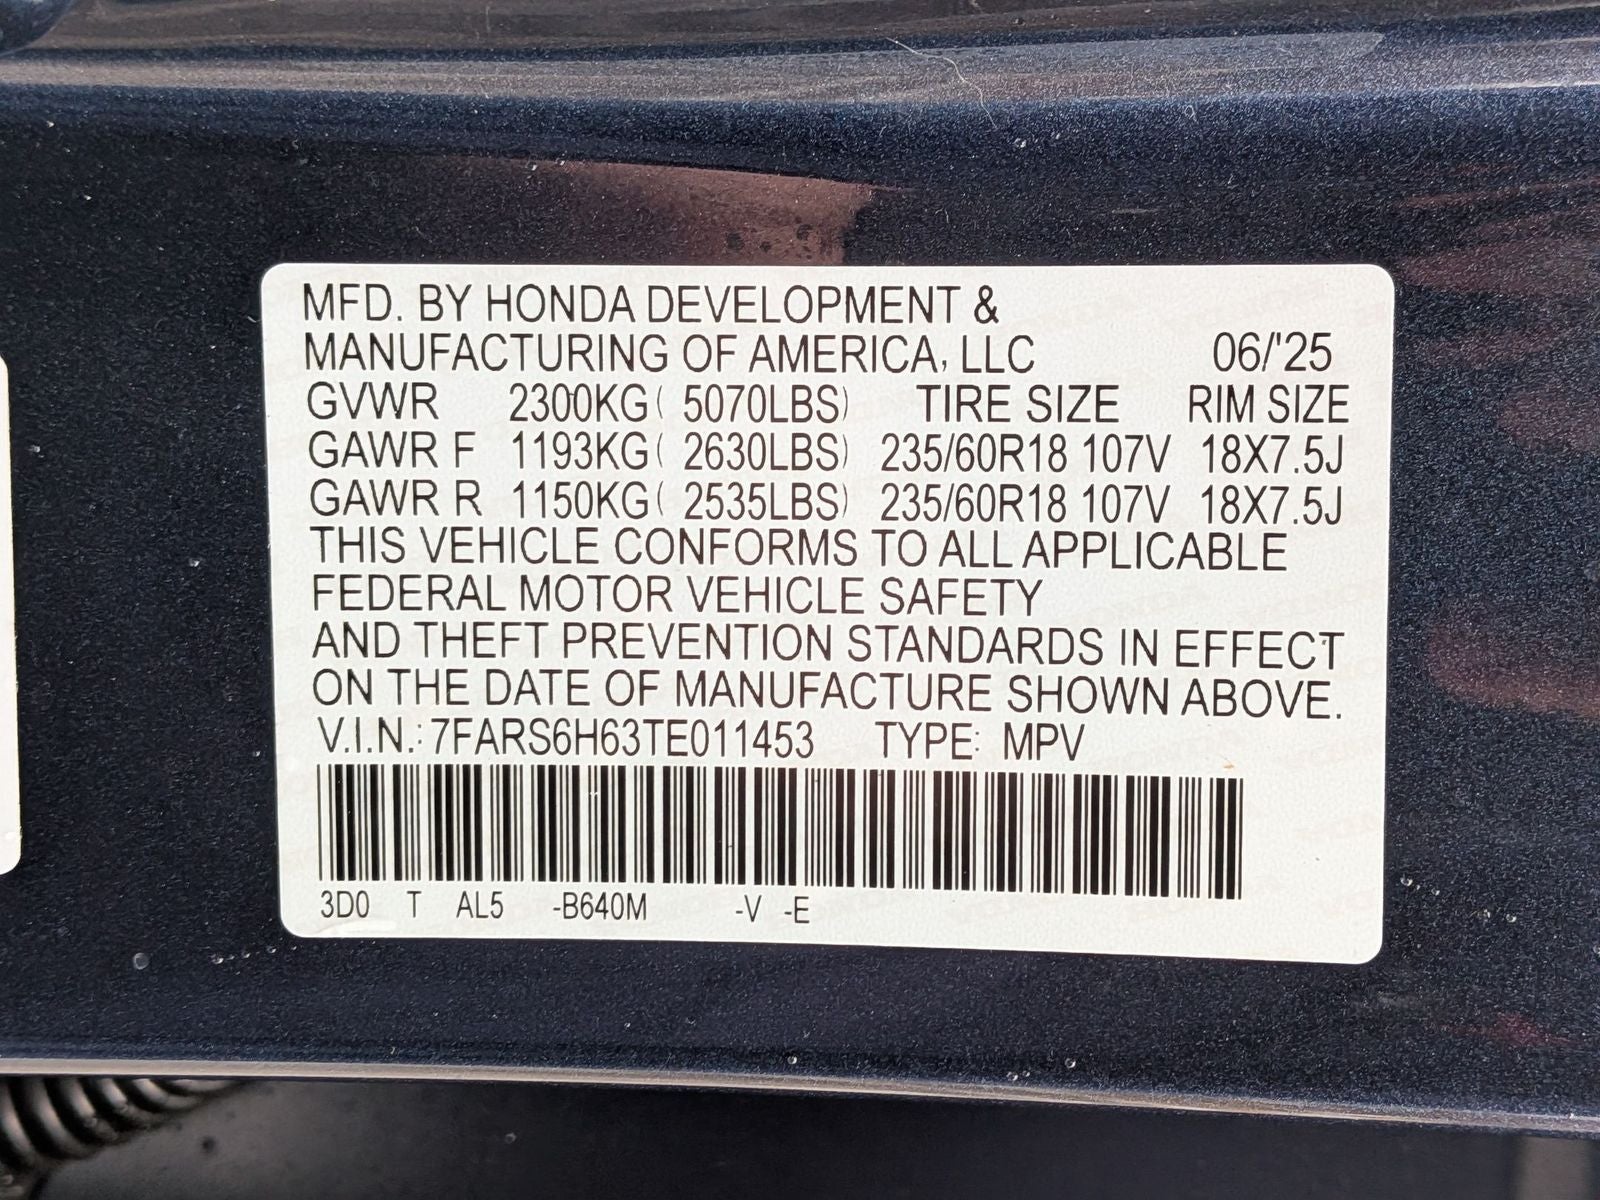 MFD. BY HONDA DEVELOPMENT &
MANUFACTURING OF AMERICA, LLC 06/'25
GVWR 2300KG( 5070LBS) TIRE SIZE RIM SIZE
GAWR F 1193KG( 2630LBS) 235/60R18 107V 18X7.5J
GAWR R 1150KG( 2535LBS) 235/60R18 107V 18X7.5J
THIS VEHICLE CONFORMS TO ALL APPLICABLE
FEDERAL MOTOR VEHICLE SAFETY
AND THEFT PREVENTION STANDARDS IN EFFECT
ON THE DATE OF MANUFACTURE SHOWN ABOVE.
V.I.N.: 7FARS6H63TE011453 TYPE: MPV
3D0 T AL5 -B640M -V -E